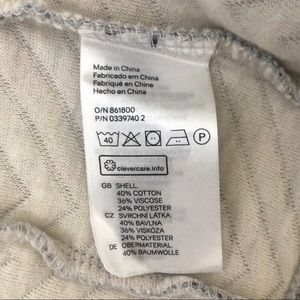 Made in China
Fabricado em China
Fabriqué en Chine
Hecho en China
O/N 861800
P/N 0339740 2
40 P
clevercare.info
GB SHELL.
40% COTTON
36% VISCOSE
24% POLYESTER
CZ SVRCHNÍ LÁTKA:
40% BAVLNA
36% VISKÓZA
24% POLYESTER
DE OBERMATERIAL
40% BAUMWOLLE